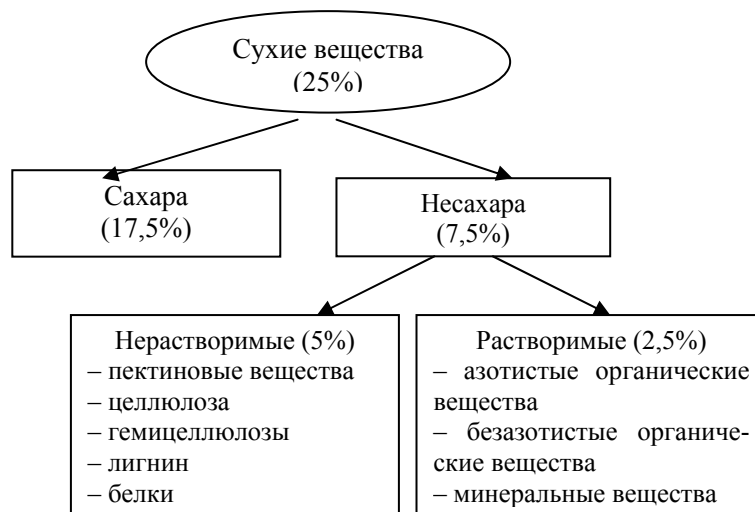 Сухие вещества
(25%)
Сахара
(17,5%)
Несахара
(7,5%)
Нерастворимые (5%)
– пектиновые вещества
– целлюлоза
– гемицеллюлозы
– лигнин
– белки
Растворимые (2,5%)
– азотистые органические
вещества
– безазотистые органиче-
ские вещества
– минеральные вещества